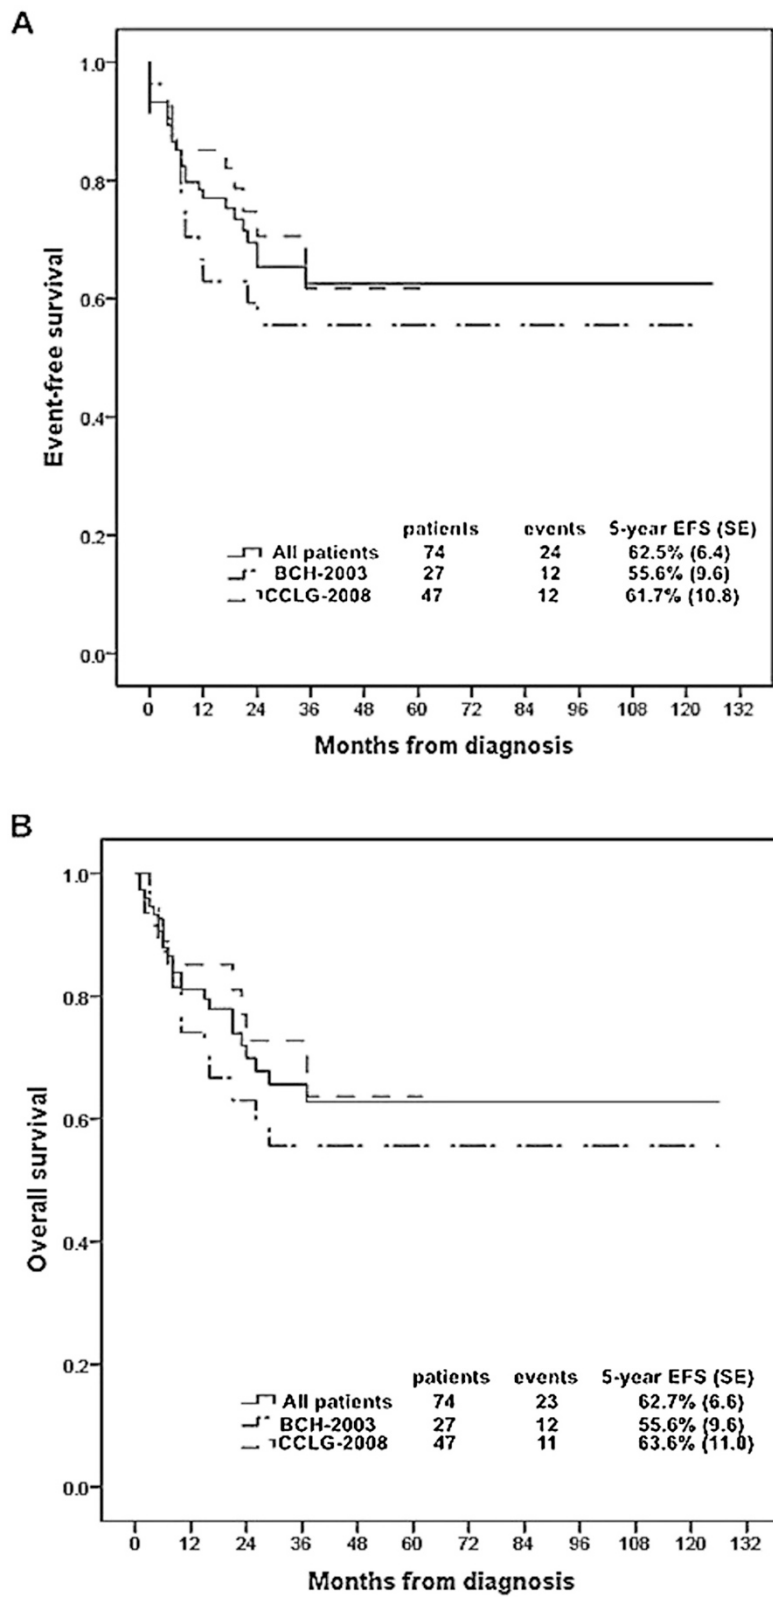 A
Event-free survival
1.0
0.8
0.6
0.4
0.2
0.0
patients events 5-year EFS (SE)
All patients 74 24 62.5% (6.4)
BCH-2003 27 12 55.6% (9.6)
CCLG-2008 47 12 61.7% (10.8)
0 12 24 36 48 60 72 84 96 108 120 132
Months from diagnosis
B
Overall survival
1.0
0.8
0.6
0.4
0.2
0.0
patients events 5-year EFS (SE)
All patients 74 23 62.7% (6.6)
BCH-2003 27 12 55.6% (9.6)
CCLG-2008 47 11 63.6% (11.0)
0 12 24 36 48 60 72 84 96 108 120 132
Months from diagnosis